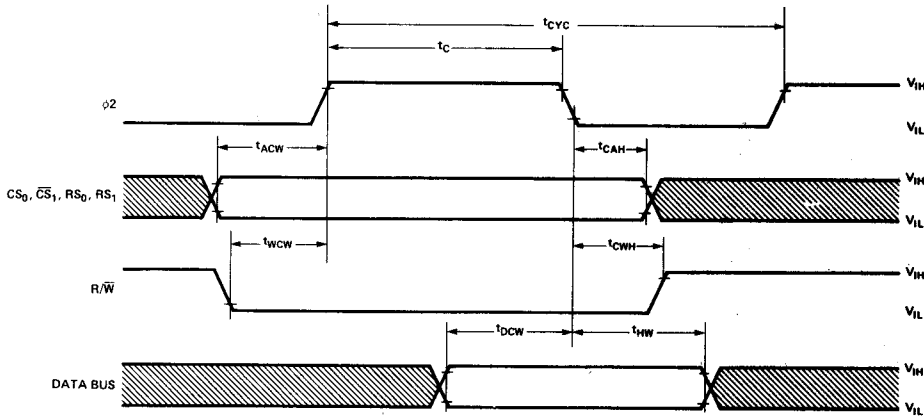 tCYC
tC
φ2
VIH
VIL
tACW
tCAH
CS0, C̅S̅1, RS0, RS1
VIH
VIL
tWCW
tCWH
R/W̅
VIH
VIL
tDCW
tHW
DATA BUS
VIH
VIL